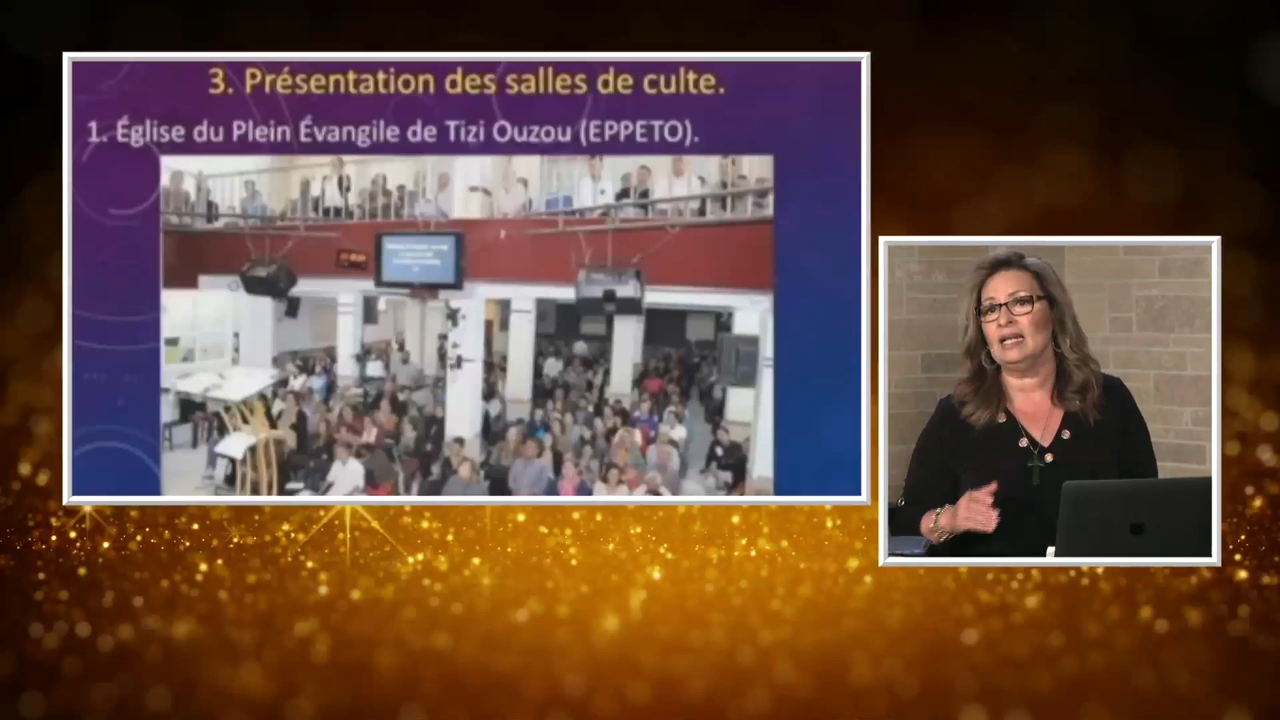 3. Présentation des salles de culte.
1. Église du Plein Évangile de Tizi Ouzou (EPPETO).